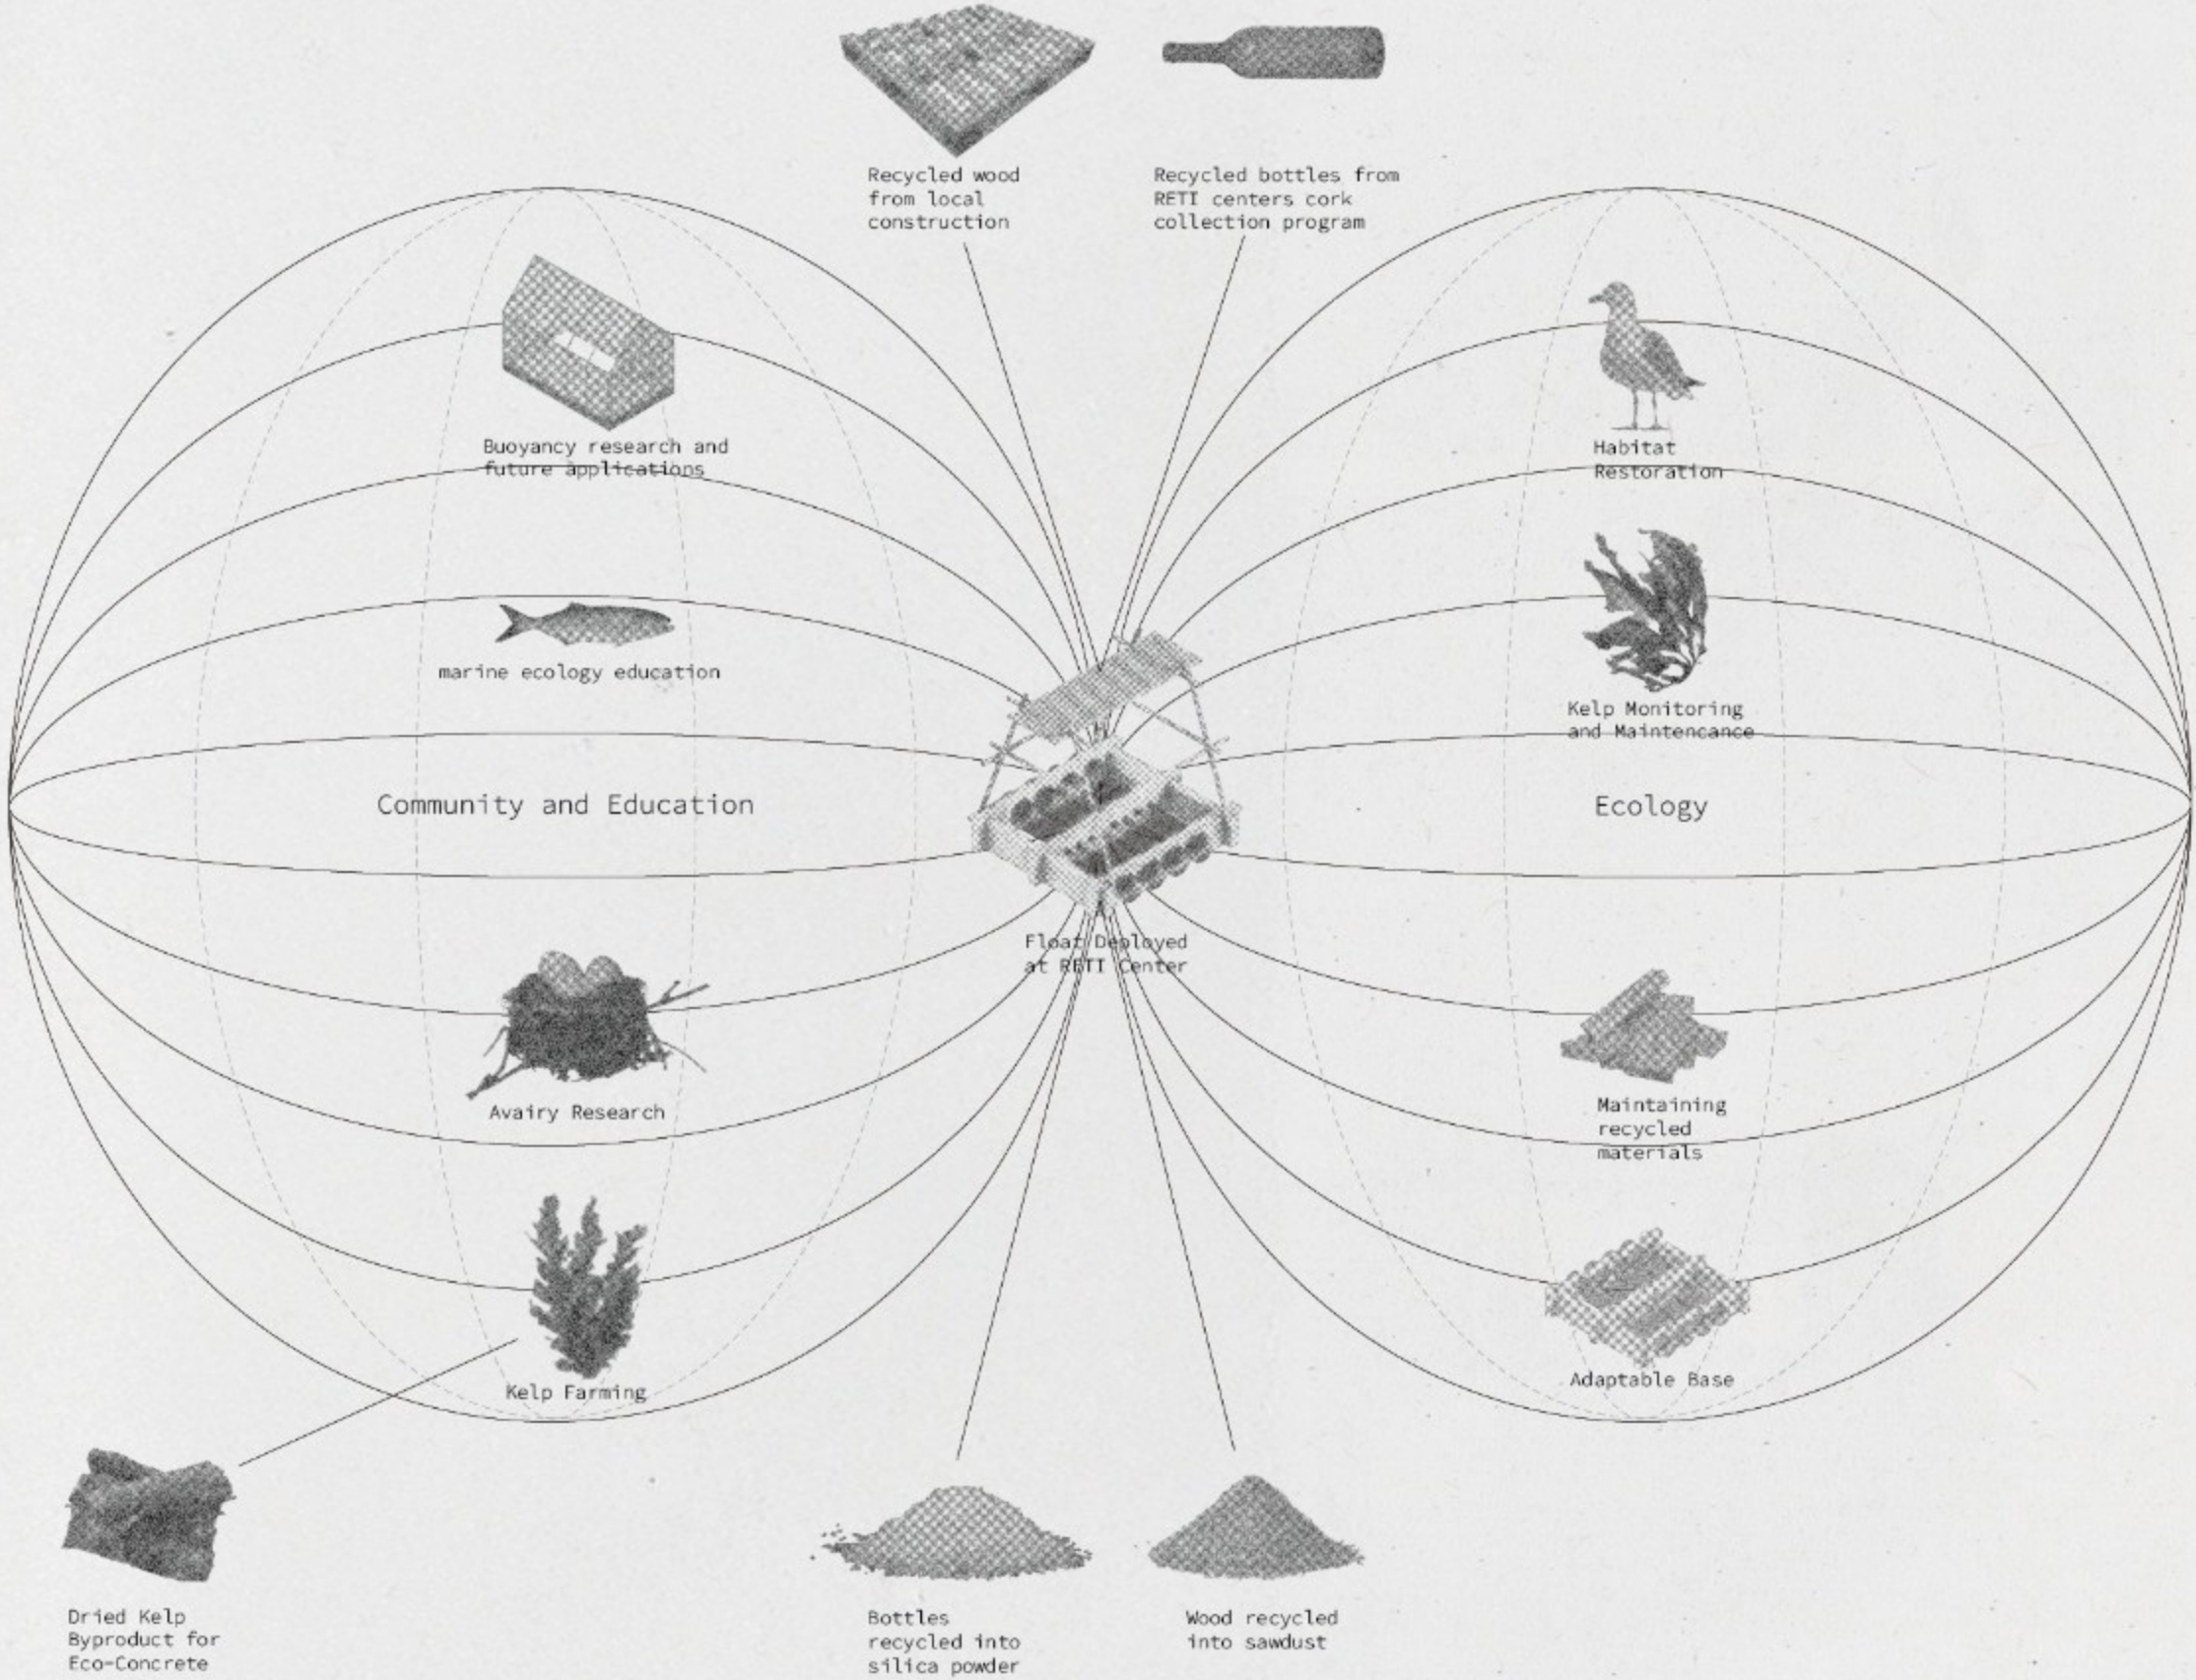 Recycled wood
from local
construction
Recycled bottles from
RETI centers cork
collection program
Buoyancy research and
future applications
Habitat
Restoration
marine ecology education
Kelp Monitoring
and Maintencance
Community and Education
Ecology
Float Deployed
at RETI Center
Avairy Research
Maintaining
recycled
materials
Kelp Farming
Adaptable Base
Dried Kelp
Byproduct for
Eco-Concrete
Bottles
recycled into
silica powder
Wood recycled
into sawdust